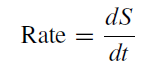 Rate = dS/dt